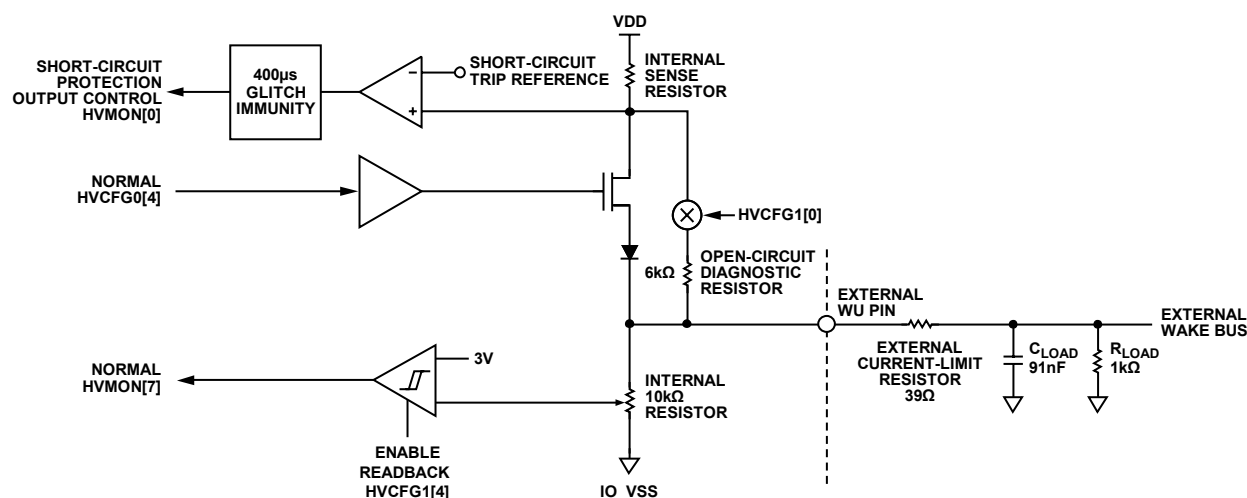 VDD
SHORT-CIRCUIT
PROTECTION
OUTPUT CONTROL
HVMON[0]
400µs
GLITCH
IMMUNITY
–
+
SHORT-CIRCUIT
TRIP REFERENCE
INTERNAL
SENSE
RESISTOR
NORMAL
HVCFG0[4]
HVCFG1[0]
6kΩ
OPEN-CIRCUIT
DIAGNOSTIC
RESISTOR
EXTERNAL
WU PIN
EXTERNAL
CURRENT-LIMIT
RESISTOR
39Ω
CLOAD
91nF
RLOAD
1kΩ
EXTERNAL
WAKE BUS
NORMAL
HVMON[7]
3V
INTERNAL
10kΩ
RESISTOR
ENABLE
READBACK
HVCFG1[4]
IO_VSS